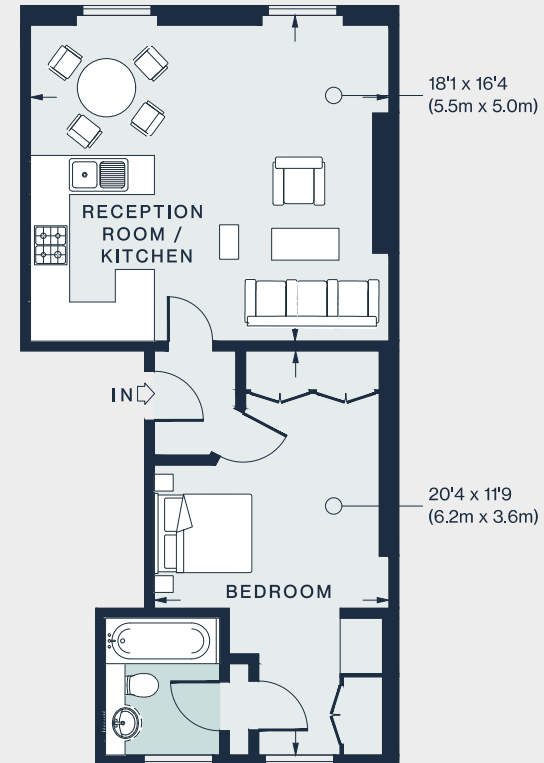 18'1 x 16'4
(5.5m x 5.0m)
RECEPTION
ROOM /
KITCHEN
IN
20'4 x 11'9
(6.2m x 3.6m)
BEDROOM